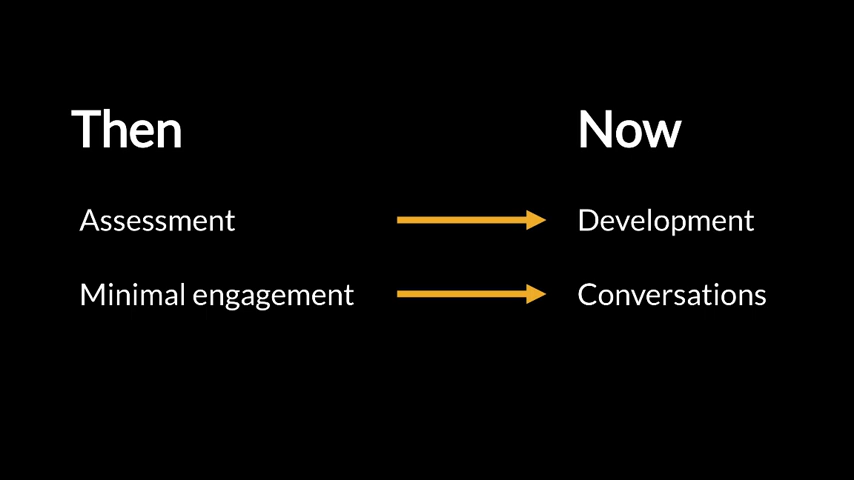 Then Now
Assessment Development
Minimal engagement Conversations